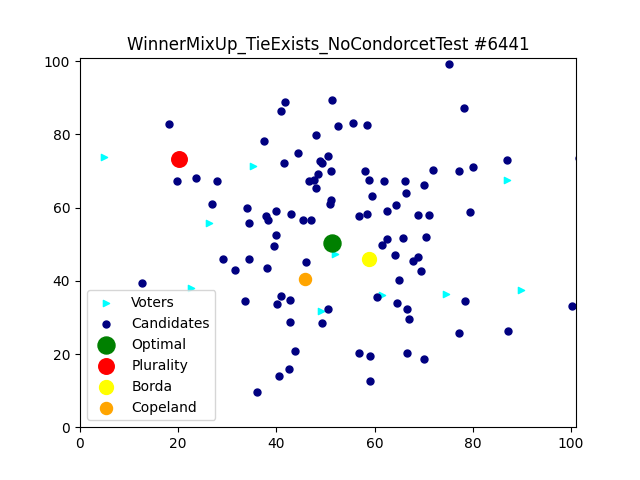 WinnerMixUp_TieExists_NoCondorcetTest #6441
100
80
60
40
20
0
Voters
Candidates
Optimal
Plurality
Borda
Copeland
0 20 40 60 80 100